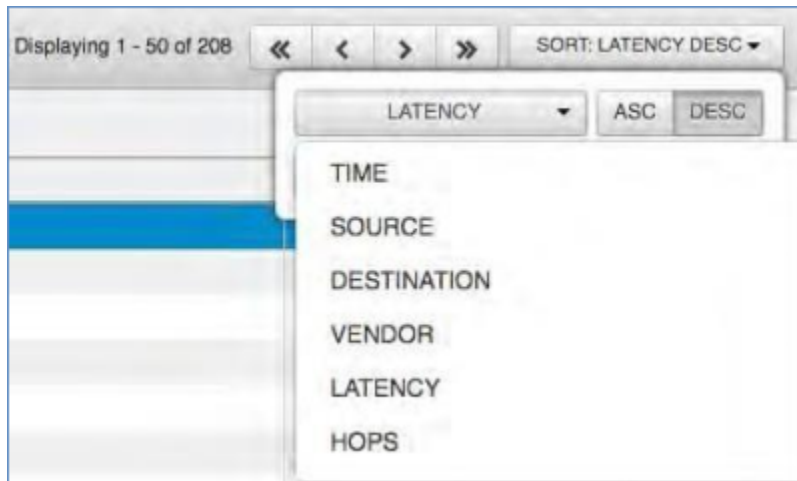 Displaying 1 - 50 of 208 « < > » SORT: LATENCY DESC
LATENCY ASC DESC
TIME
SOURCE
DESTINATION
VENDOR
LATENCY
HOPS